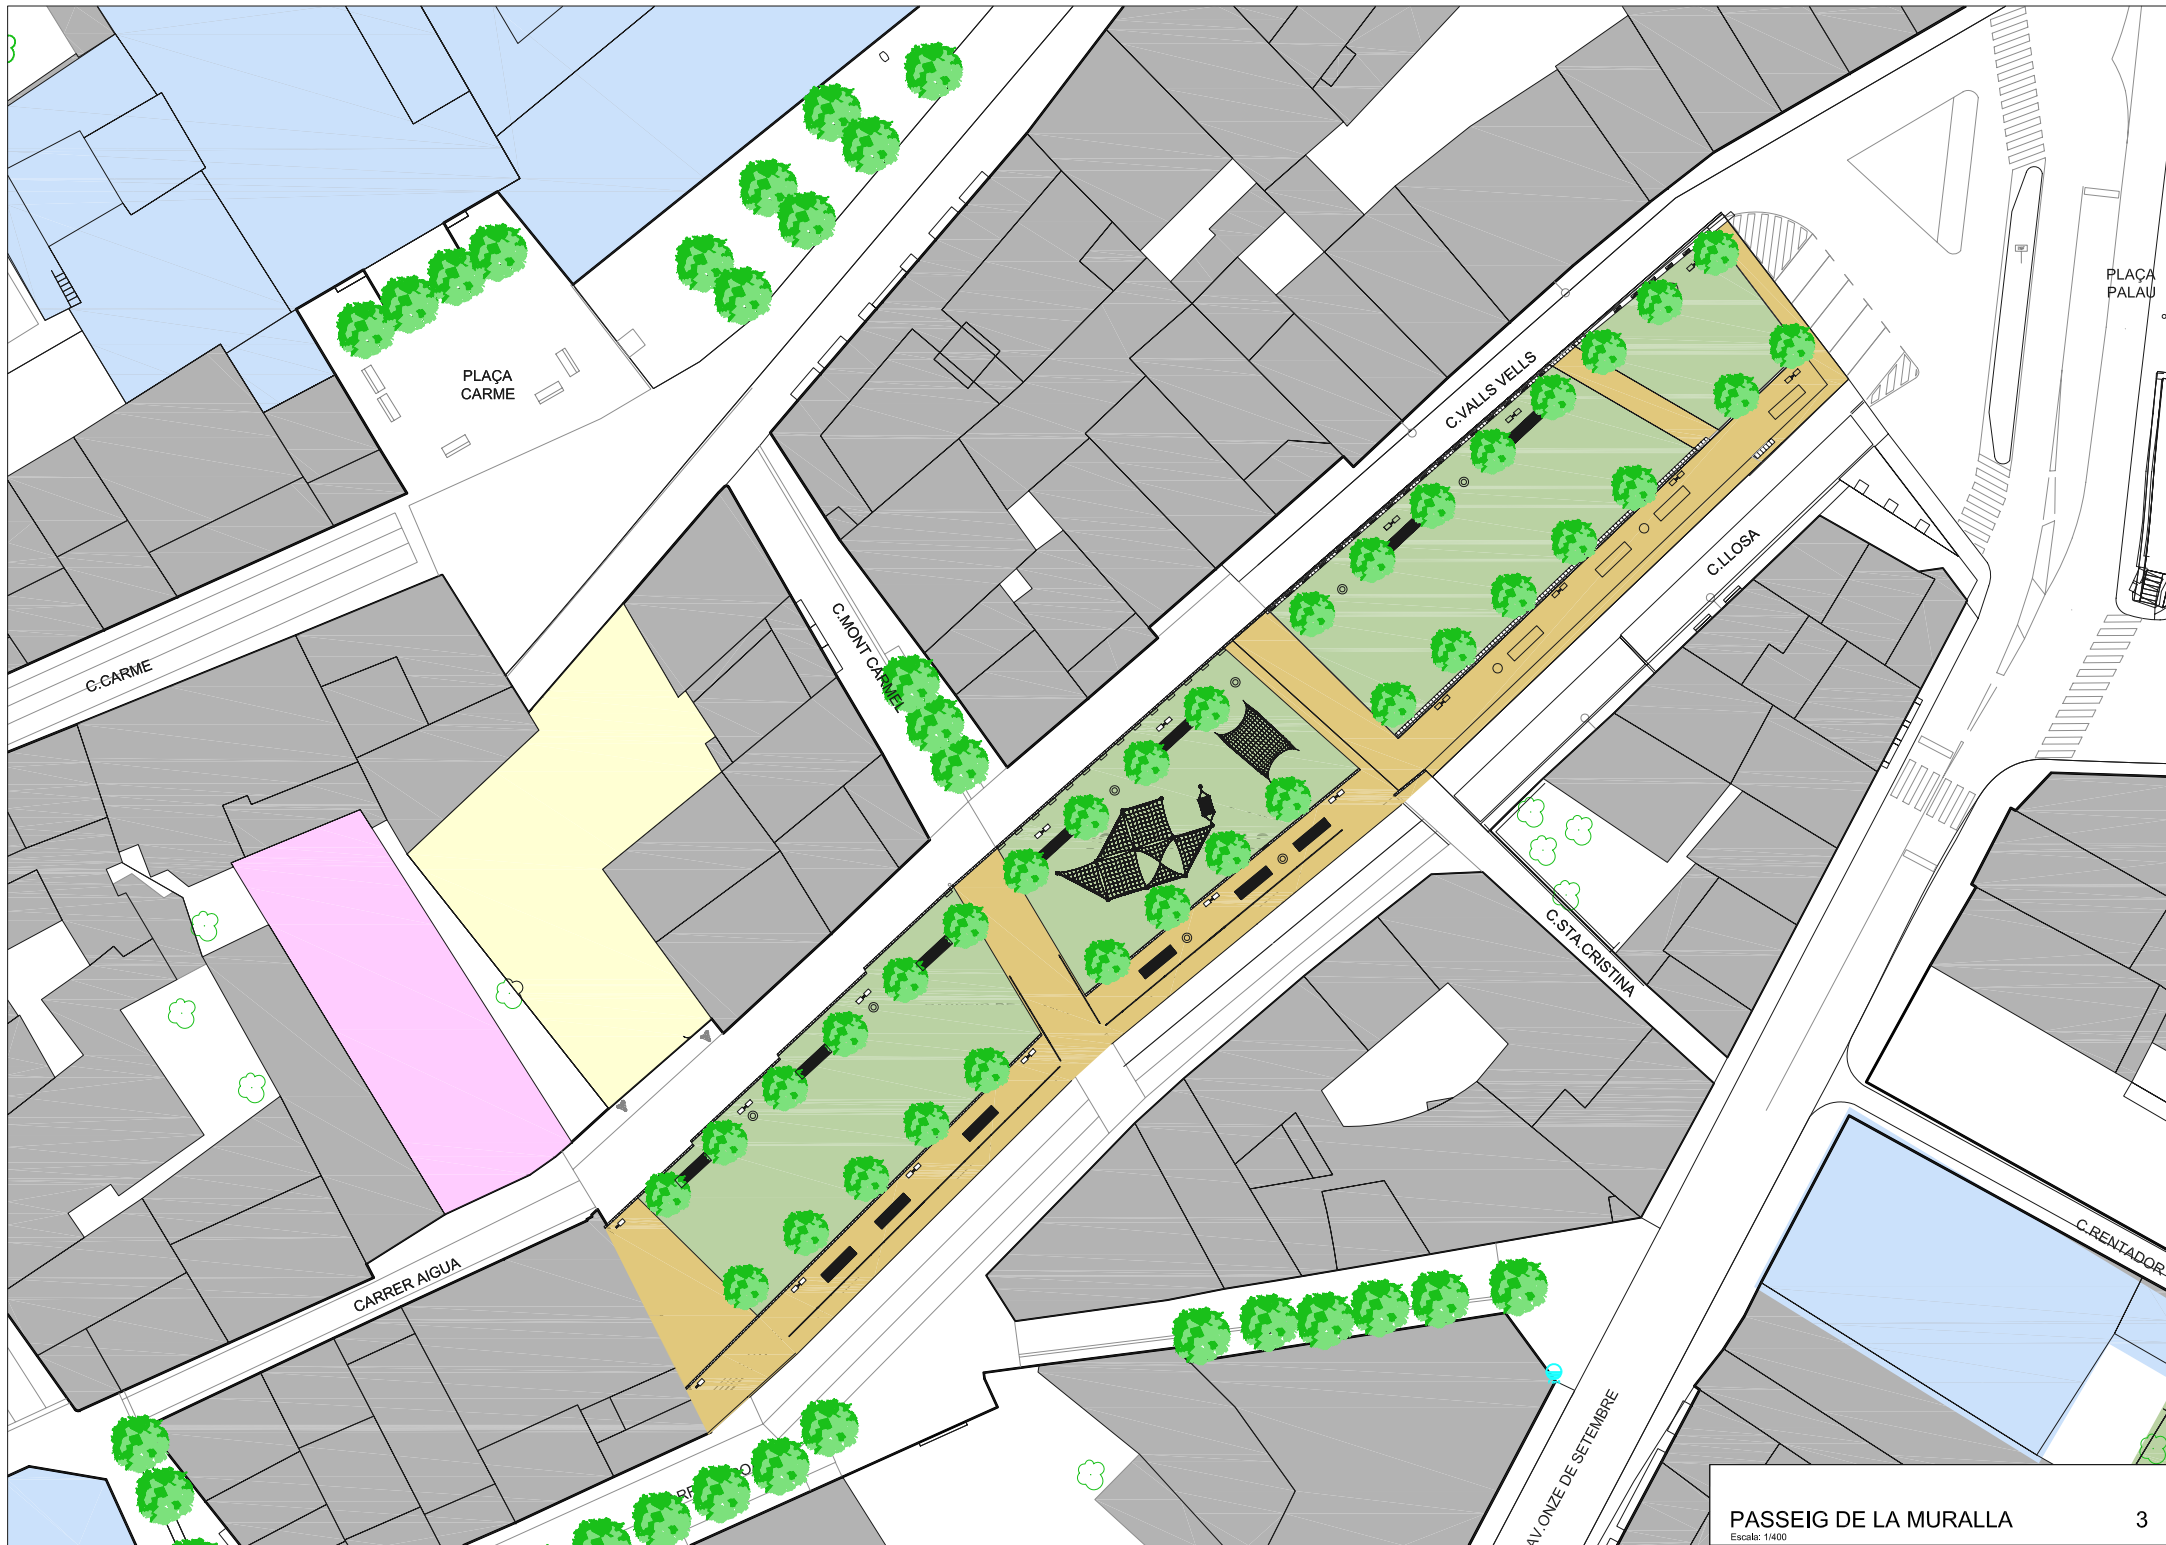 PLAÇA
PALAU
PLAÇA
CARME
C.VALLS VELLS
C.LLOSA
C.MONT CARMEL
C.CARME
C.STA.CRISTINA
C.RENTADOR
CARRER AIGUA
AV.ONZE DE SETEMBRE
PASSEIG DE LA MURALLA 3
Escala: 1/400